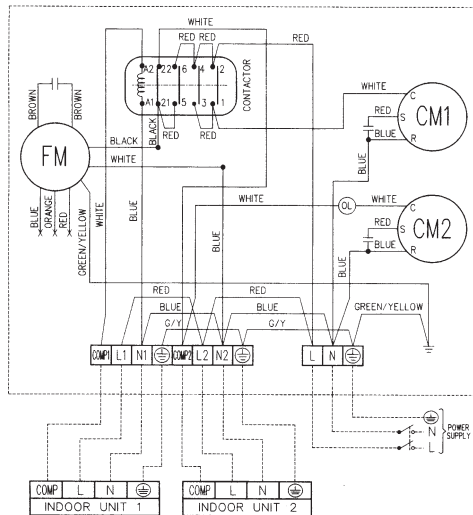 WHITE
RED RED
RED
A2 22 6 4 2
A1 21 5 3 1
CONTACTOR
BROWN
BROWN
FM
BLACK
BLACK
RED
RED
WHITE
WHITE
C
RED
S
BLUE
R
CM1
BLUE
WHITE
OL
WHITE
C
RED
S
BLUE
R
CM2
BLUE
BLUE
ORANGE
RED
GREEN/YELLOW
WHITE
BLUE
BLUE
RED
RED
BLUE
BLUE
G/Y
G/Y
GREEN/YELLOW
COMP1 L1 N1 COMP2 L2 N2
L N
N
L
POWER
SUPPLY
COMP L N
INDOOR UNIT 1
COMP L N
INDOOR UNIT 2